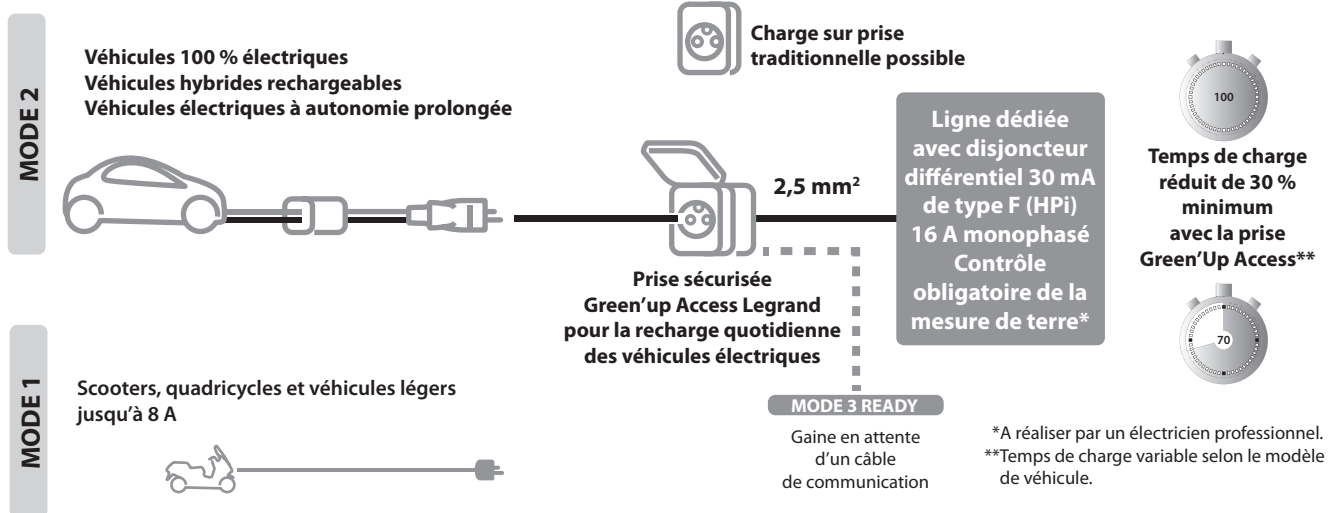 MODE 2
Véhicules 100 % électriques
Véhicules hybrides rechargeables
Véhicules électriques à autonomie prolongée
Charge sur prise
traditionnelle possible
2,5 mm²
Ligne dédiée
avec disjoncteur
différentiel 30 mA
de type F (HPi)
16 A monophasé
Contrôle
obligatoire de la
mesure de terre*
100
Temps de charge
réduit de 30 %
minimum
avec la prise
Green’Up Access**
70
Prise sécurisée
Green’up Access Legrand
pour la recharge quotidienne
des véhicules électriques
MODE 1
Scooters, quadricycles et véhicules légers
jusqu’à 8 A
MODE 3 READY
Gaine en attente
d’un câble
de communication
*A réaliser par un électricien professionnel.
**Temps de charge variable selon le modèle
de véhicule.